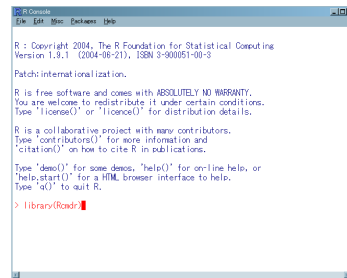 R Console
File Edit Misc Packages Help
R : Copyright 2004, The R Foundation for Statistical Computing
Version 1.9.1 (2004-06-21), ISBN 3-900051-00-3
Patch:internationalization.
R is free software and comes with ABSOLUTELY NO WARRANTY.
You are welcome to redistribute it under certain conditions.
Type 'license()' or 'licence()' for distribution details.
R is a collaborative project with many contributors.
Type 'contributors()' for more information and
'citation()' on how to cite R in publications.
Type 'demo()' for some demos, 'help()' for on-line help, or
'help.start()' for a HTML browser interface to help.
Type 'q()' to quit R.
> library(Rcmdr)